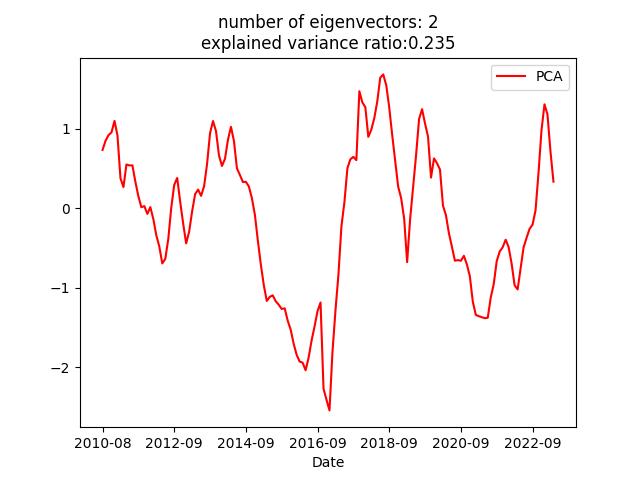 number of eigenvectors: 2
explained variance ratio:0.235
PCA
1
0
−1
−2
2010-08 2012-09 2014-09 2016-09 2018-09 2020-09 2022-09
Date